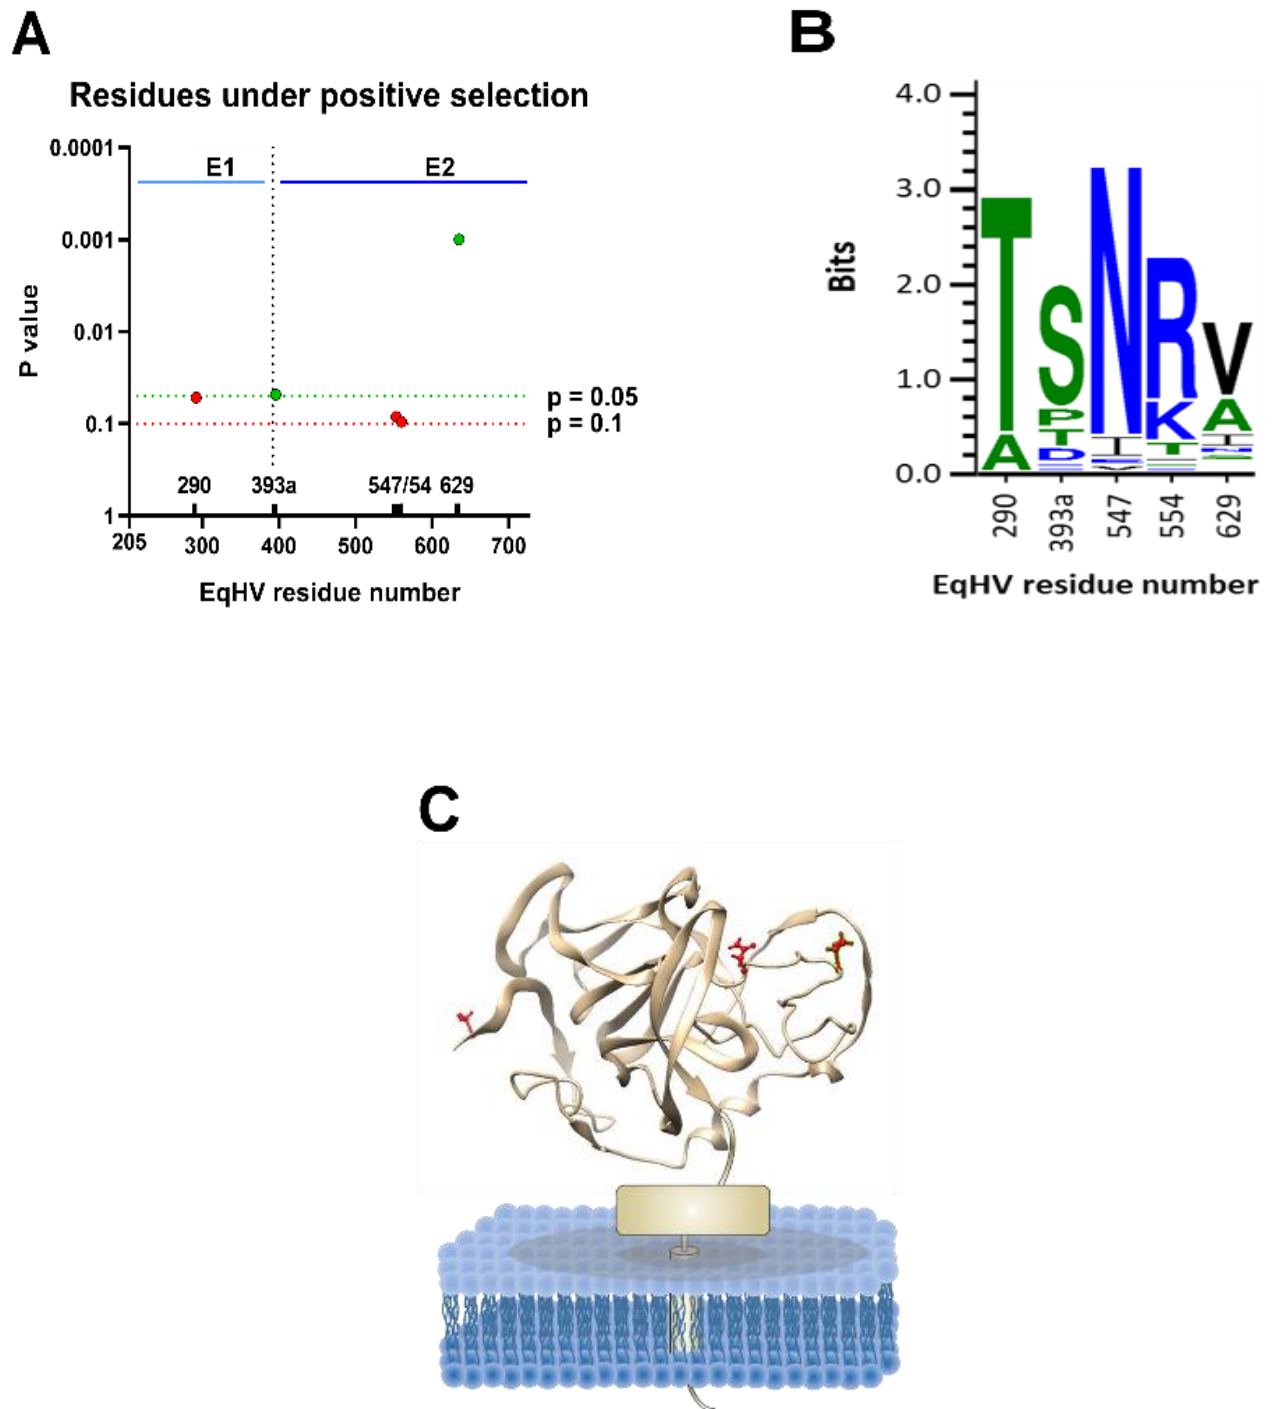 A
Residues under positive selection
0.0001
E1
E2
0.001
0.01
0.1
1
P value
p = 0.05
p = 0.1
290
393a
547/54
629
205
300
400
500
600
700
EqHV residue number
B
4.0
3.0
2.0
1.0
0.0
Bits
T
A
S
P
T
D
N
I
V
R
K
T
V
A
I
N
290
393a
547
554
629
EqHV residue number
C